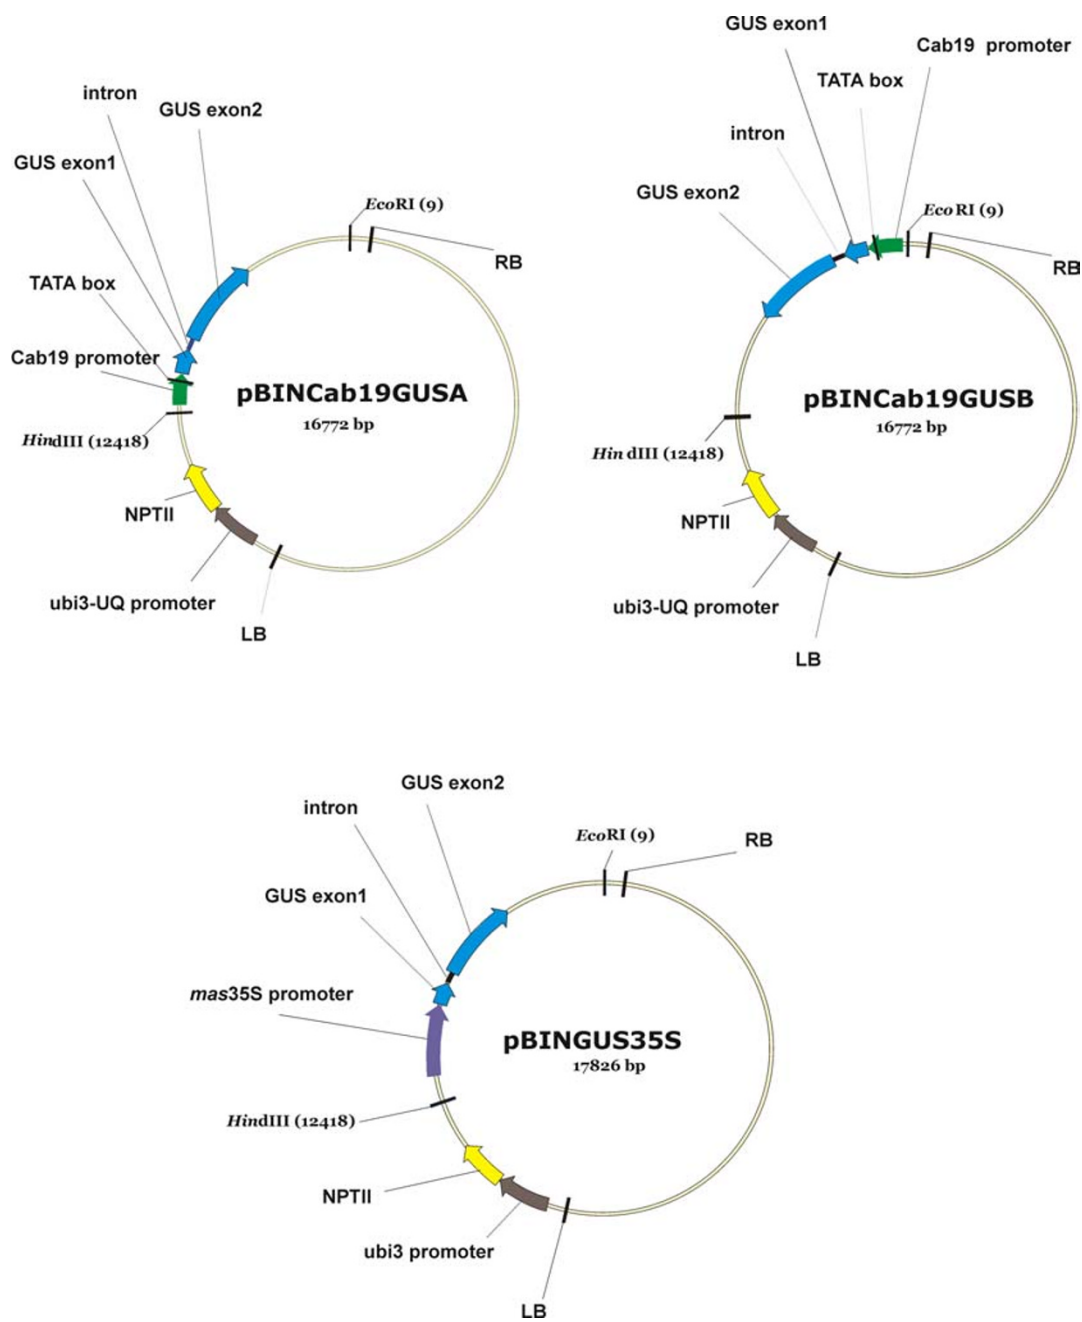 GUS exon1
Cab19 promoter
TATA box
intron
GUS exon2
intron
GUS exon1
GUS exon2
EcoRI (9)
RB
EcoRI (9)
RB
TATA box
Cab19 promoter
pBINCab19GUSA
16772 bp
pBINCab19GUSB
16772 bp
HindIII (12418)
Hin dIII (12418)
NPTII
NPTII
ubi3-UQ promoter
ubi3-UQ promoter
LB
LB
GUS exon2
intron
EcoRI (9)
RB
GUS exon1
mas35S promoter
pBINGUS35S
17826 bp
HindIII (12418)
NPTII
ubi3 promoter
LB